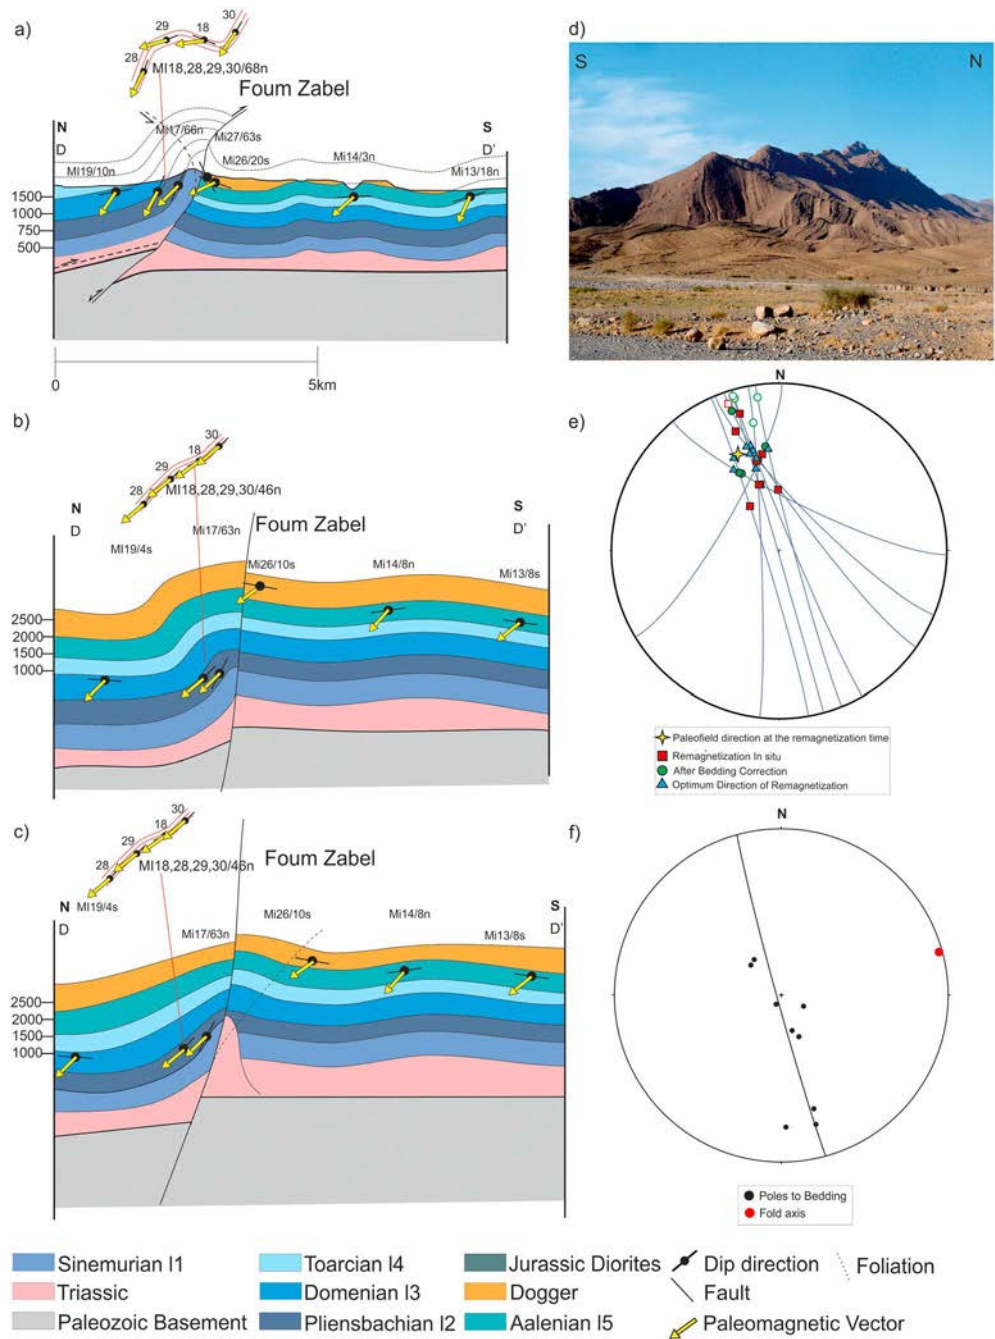 a)
28
29
18
30
MI18,28,29,30/68n
Foum Zabel
N
D
S
D'
Mi17/66n
Mi27/63s
Mi26/20s
MI19/10n
Mi14/3n
Mi13/18n
1500
1000
750
500
0
5km
b)
28
29
18
30
MI18,28,29,30/46n
Foum Zabel
N
D
S
D'
Mi17/63n
MI19/4s
Mi26/10s
Mi14/8n
Mi13/8s
2500
2000
1500
1000
c)
28
29
18
30
MI18,28,29,30/46n
Foum Zabel
MI19/4s
N
D
S
D'
Mi17/63n
Mi26/10s
Mi14/8n
Mi13/8s
2500
2000
1500
1000
d)
S
N
e)
N
Paleofield direction at the remagnetization time
Remagnetization In situ
After Bedding Correction
Optimum Direction of Remagnetization
f)
N
Poles to Bedding
Fold axis
Sinemurian l1
Toarcian l4
Jurassic Diorites
Dip direction
Foliation
Triassic
Domenian l3
Dogger
Fault
Paleozoic Basement
Pliensbachian l2
Aalenian l5
Paleomagnetic Vector